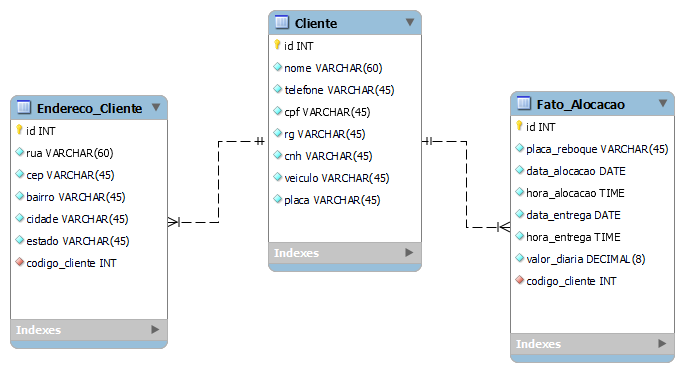 Cliente
id INT
nome VARCHAR(60)
telefone VARCHAR(45)
cpf VARCHAR(45)
rg VARCHAR(45)
cnh VARCHAR(45)
veiculo VARCHAR(45)
placa VARCHAR(45)
Indexes
Endereco_Cliente
id INT
rua VARCHAR(60)
cep VARCHAR(45)
bairro VARCHAR(45)
cidade VARCHAR(45)
estado VARCHAR(45)
codigo_cliente INT
Indexes
Fato_Alocacao
id INT
placa_reboque VARCHAR(45)
data_alocacao DATE
hora_alocacao TIME
data_entrega DATE
hora_entrega TIME
valor_diaria DECIMAL(8)
codigo_cliente INT
Indexes